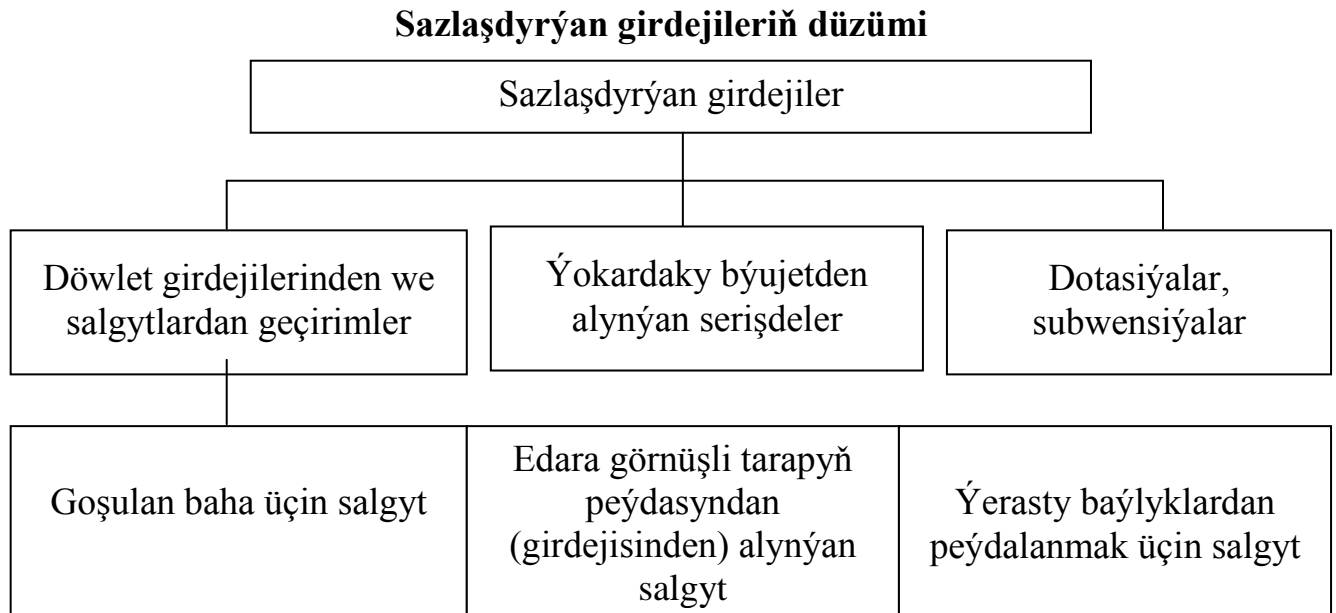 Sazlaşdyrýan girdejileriň düzümi
Sazlaşdyrýan girdejiler
Döwlet girdejilerinden we
salgytlardan geçirimler
Ýokardaky býujetden
alynýan serişdeler
Dotasiýalar,
subwensiýalar
Goşulan baha üçin salgyt
Edara görnüşli tarapyň
peýdasyndan
(girdejisinden) alynýan
salgyt
Ýerasty baýlyklardan
peýdalanmak üçin salgyt